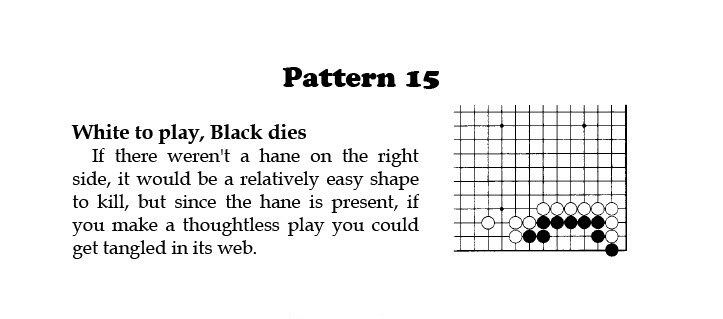 Pattern 15
White to play, Black dies
If there weren't a hane on the right
side, it would be a relatively easy shape
to kill, but since the hane is present, if
you make a thoughtless play you could
get tangled in its web.